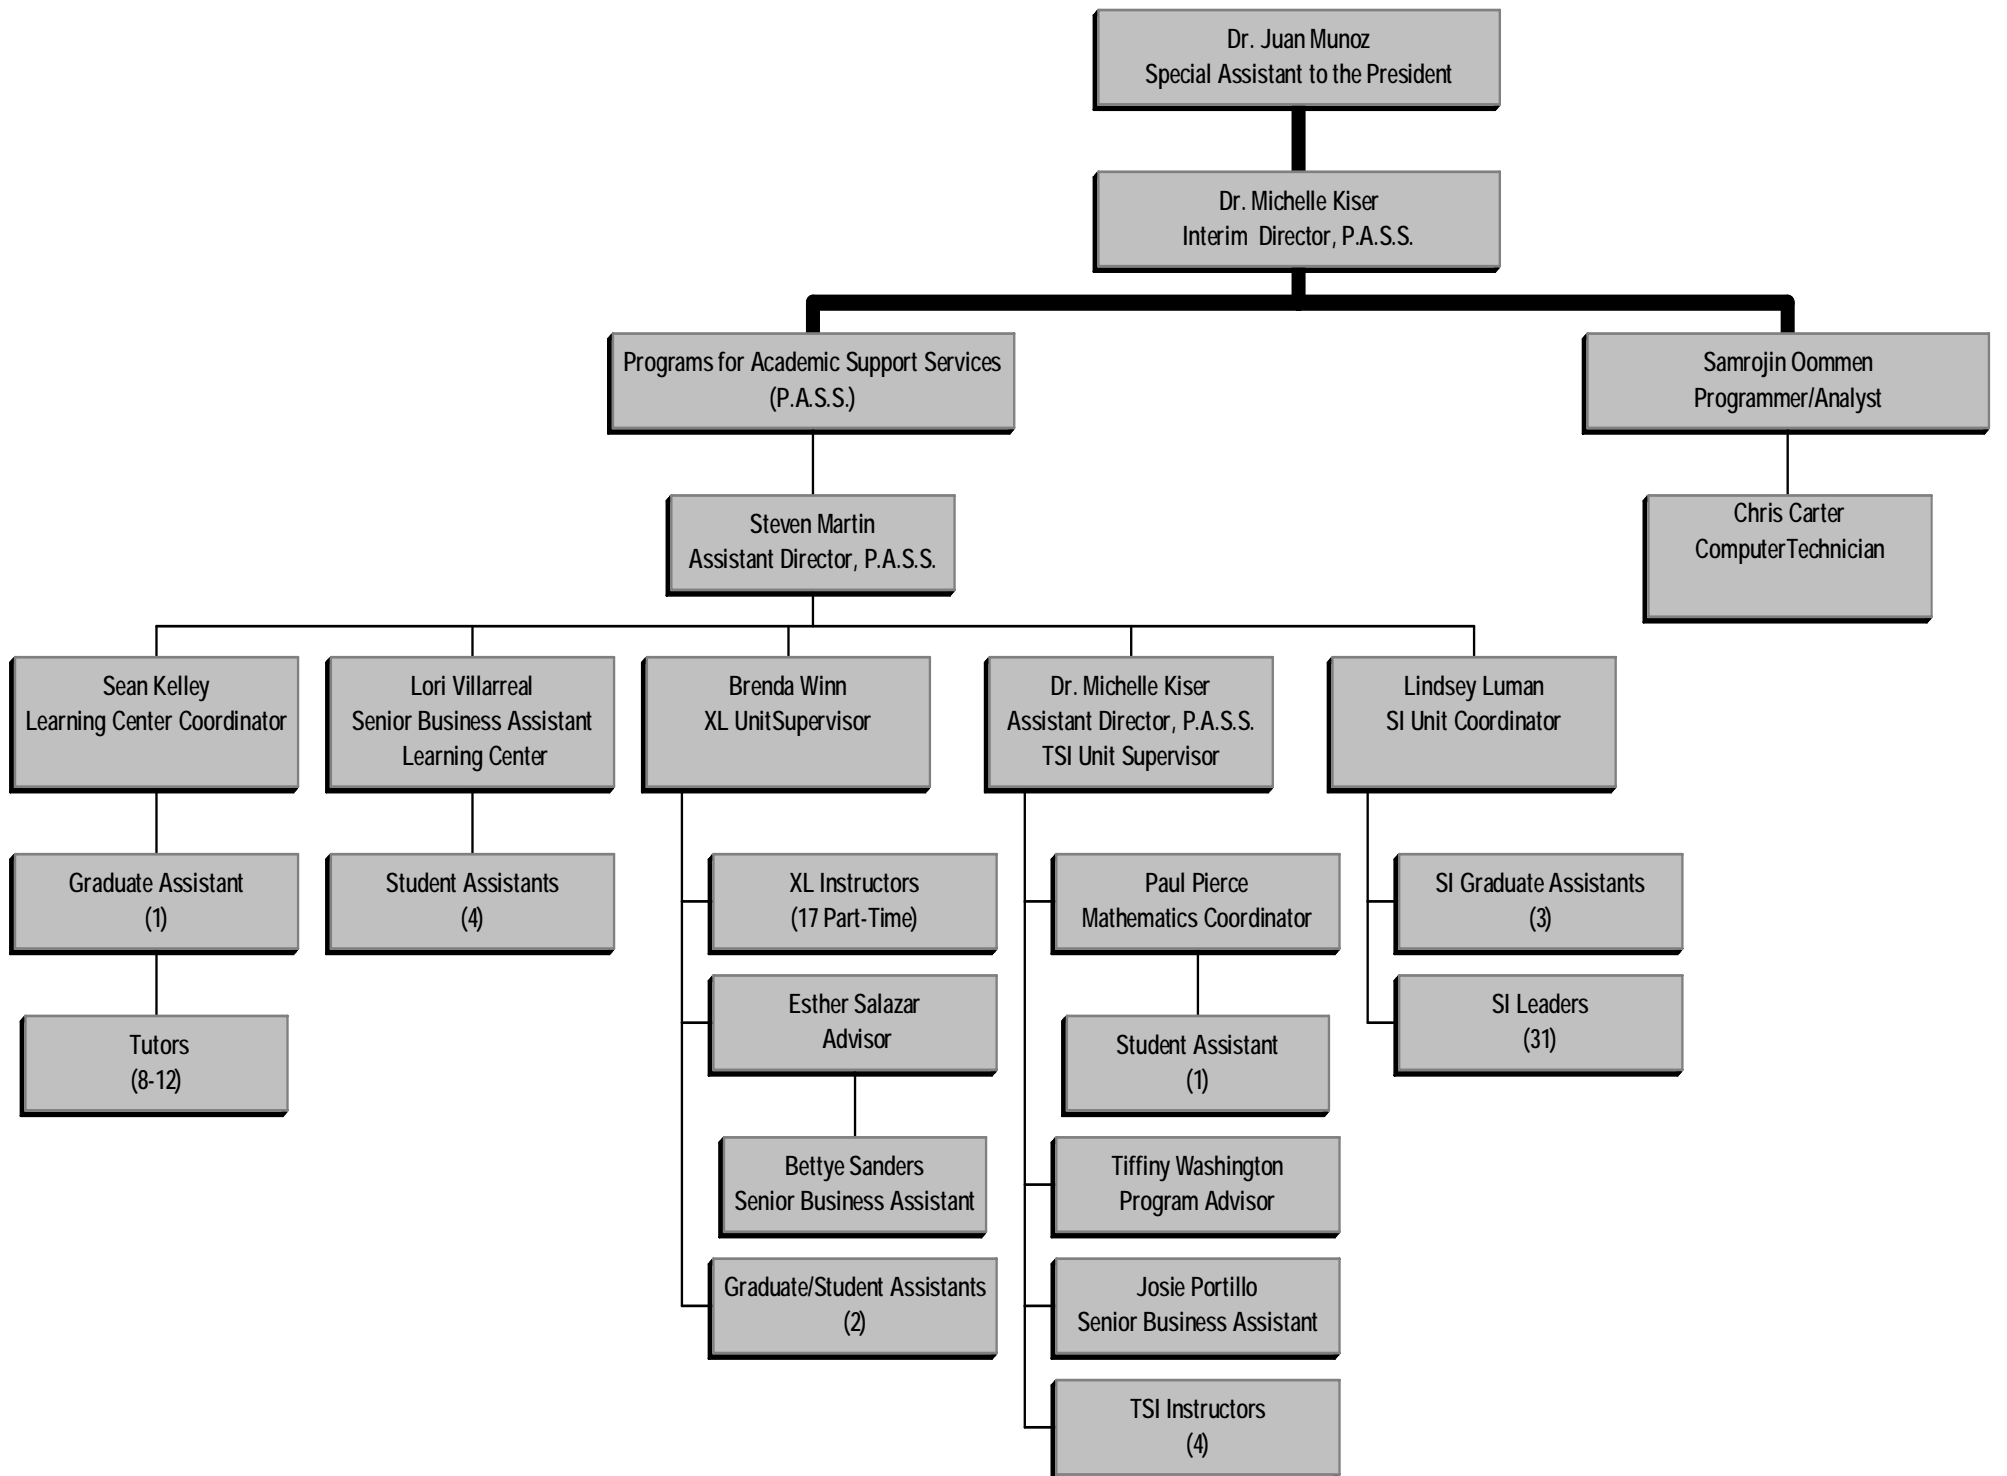 Dr. Juan Munoz
Special Assistant to the President
Dr. Michelle Kiser
Interim Director, P.A.S.S.
Programs for Academic Support Services
(P.A.S.S.)
Samrojin Oommen
Programmer/Analyst
Steven Martin
Assistant Director, P.A.S.S.
Chris Carter
ComputerTechnician
Sean Kelley
Learning Center Coordinator
Lori Villarreal
Senior Business Assistant
Learning Center
Brenda Winn
XL UnitSupervisor
Dr. Michelle Kiser
Assistant Director, P.A.S.S.
TSI Unit Supervisor
Lindsey Luman
SI Unit Coordinator
Graduate Assistant
(1)
Tutors
(8-12)
Student Assistants
(4)
XL Instructors
(17 Part-Time)
Esther Salazar
Advisor
Bettye Sanders
Senior Business Assistant
Graduate/Student Assistants
(2)
Paul Pierce
Mathematics Coordinator
Student Assistant
(1)
Tiffiny Washington
Program Advisor
Josie Portillo
Senior Business Assistant
TSI Instructors
(4)
SI Graduate Assistants
(3)
SI Leaders
(31)